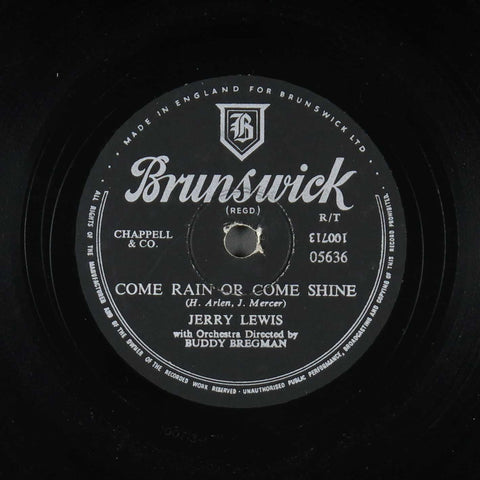 MADE IN ENGLAND FOR BRUNSWICK LTD.
B
Brunswick
(REGD.)
R/T
CHAPPELL
& CO.
100713
05636
COME RAIN OR COME SHINE
(H. Arlen, J. Mercer)
JERRY LEWIS
with Orchestra Directed by
BUDDY BREGMAN
ALL RIGHTS OF THE MANUFACTURER AND OF THE OWNER OF THE RECORDED WORK RESERVED · UNAUTHORISED PUBLIC PERFORMANCE, BROADCASTING AND COPYING OF THIS RECORD PROHIBITED.